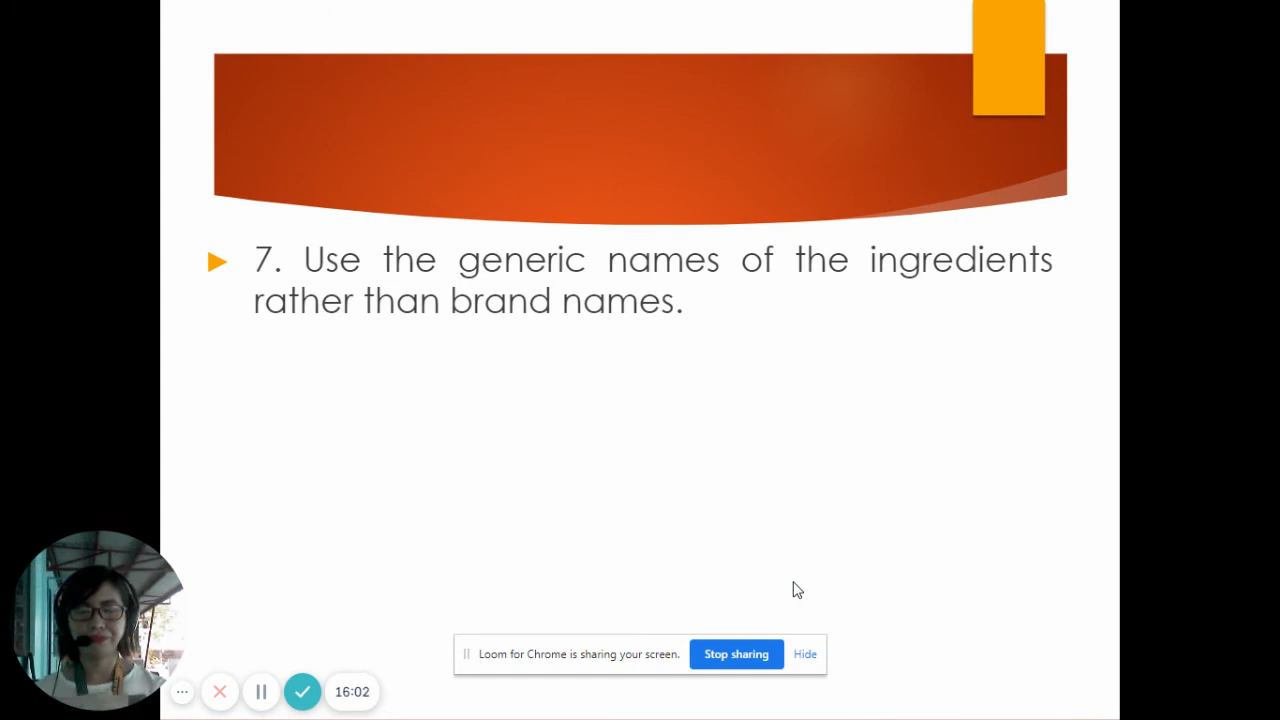 7. Use the generic names of the ingredients
rather than brand names.
Loom for Chrome is sharing your screen. Stop sharing Hide
16:02